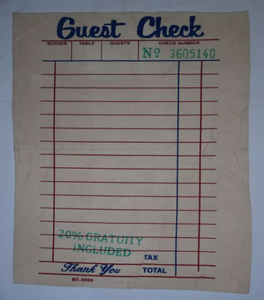 Guest Check
SERVER TABLE GUESTS CHECK NUMBER
Nº 3605140
20% GRATUITY
INCLUDED
TAX
Thank You TOTAL